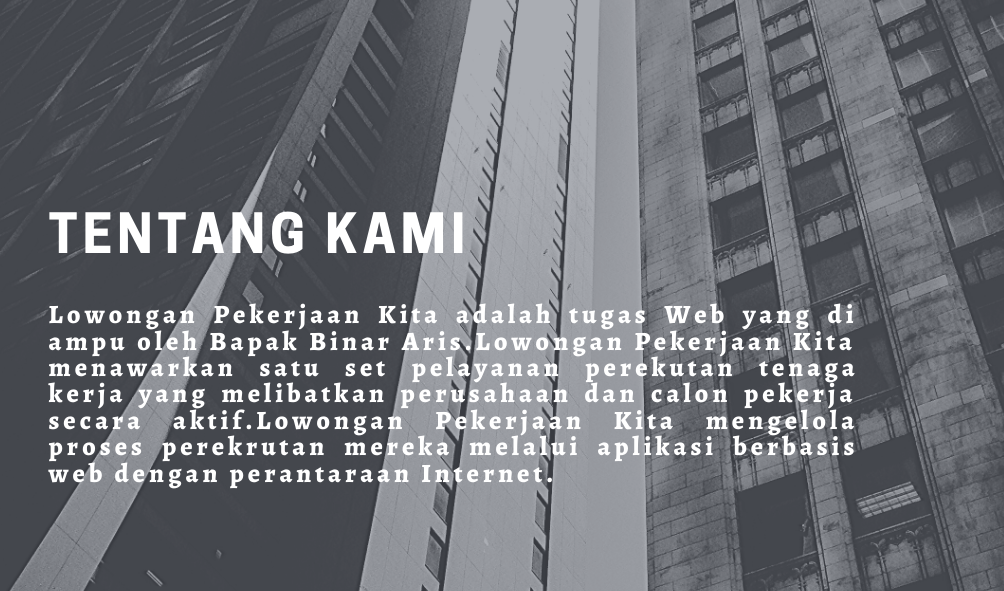 TENTANG KAMI
Lowongan Pekerjaan Kita adalah tugas Web yang di
ampu oleh Bapak Binar Aris.Lowongan Pekerjaan Kita
menawarkan satu set pelayanan perekutan tenaga
kerja yang melibatkan perusahaan dan calon pekerja
secara aktif.Lowongan Pekerjaan Kita mengelola
proses perekrutan mereka melalui aplikasi berbasis
web dengan perantaraan Internet.